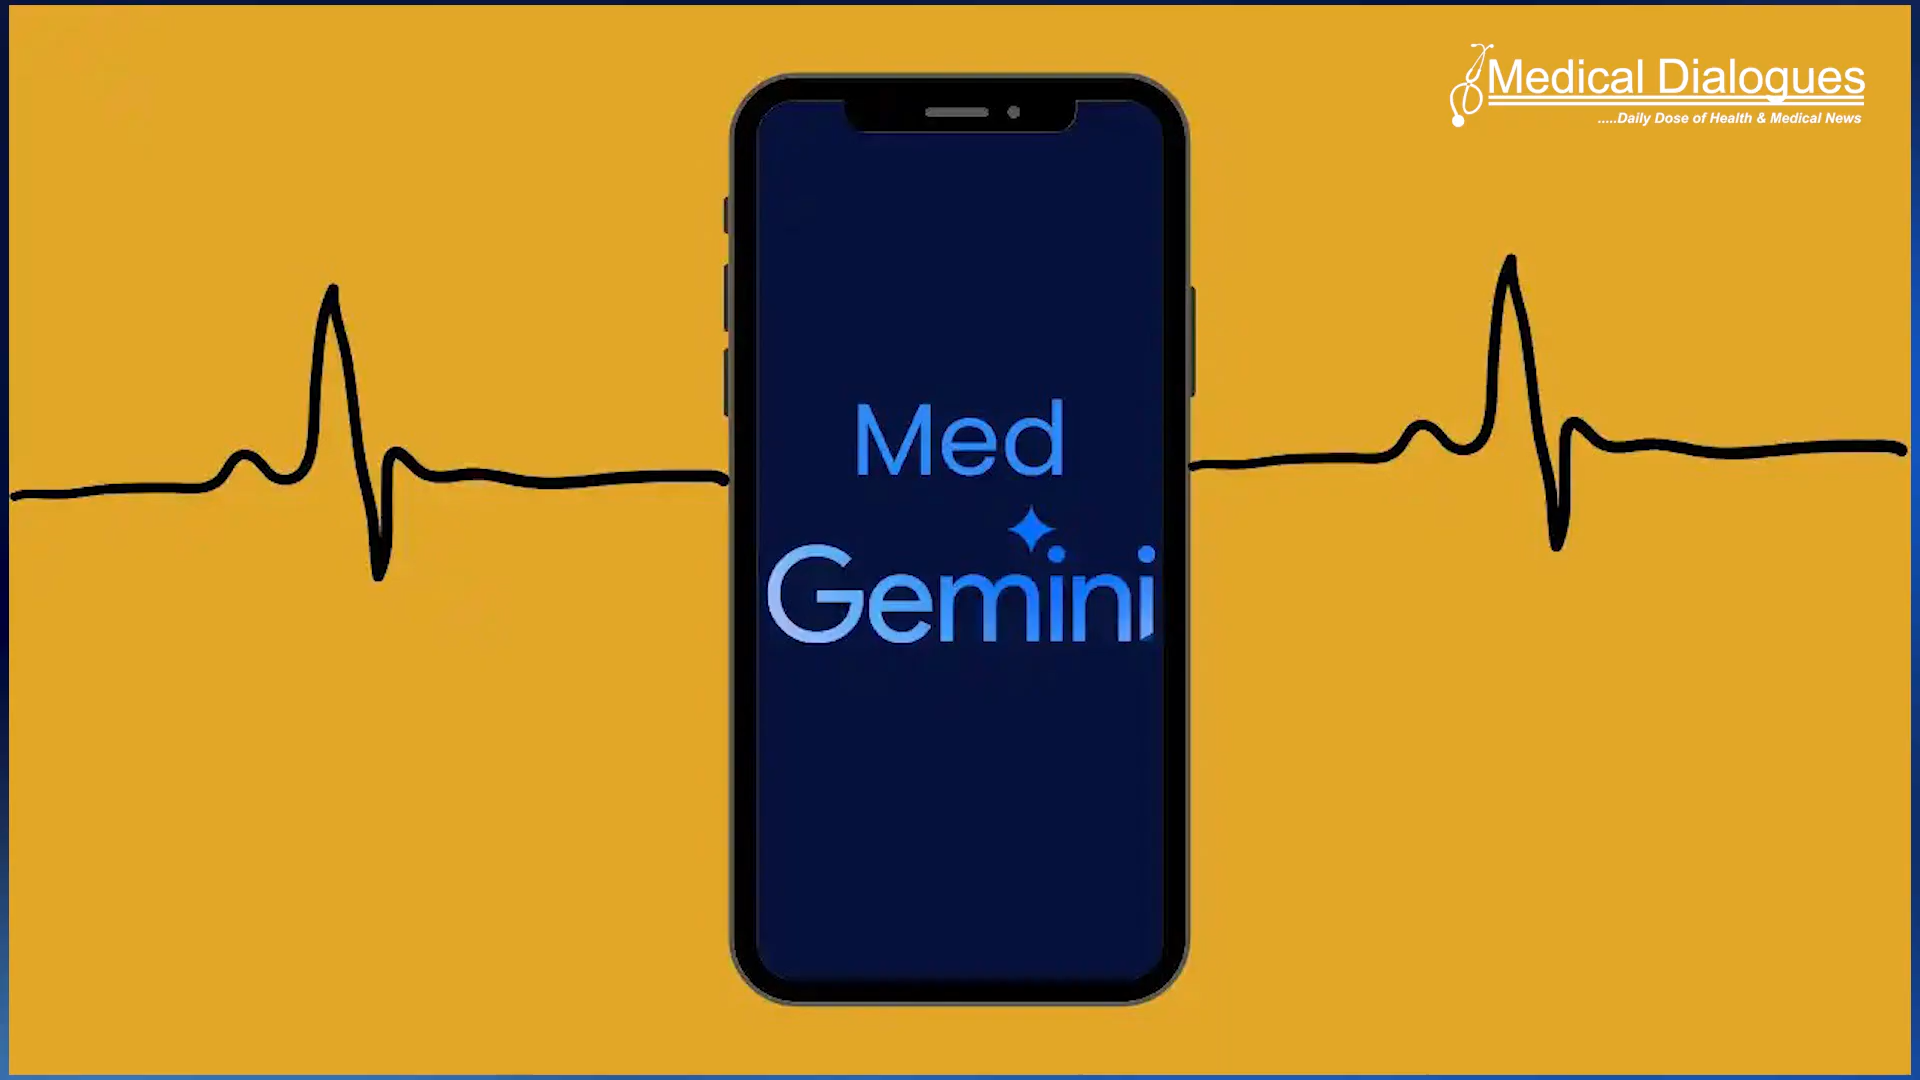 Medical Dialogues
.....Daily Dose of Health & Medical News
Med
Gemini